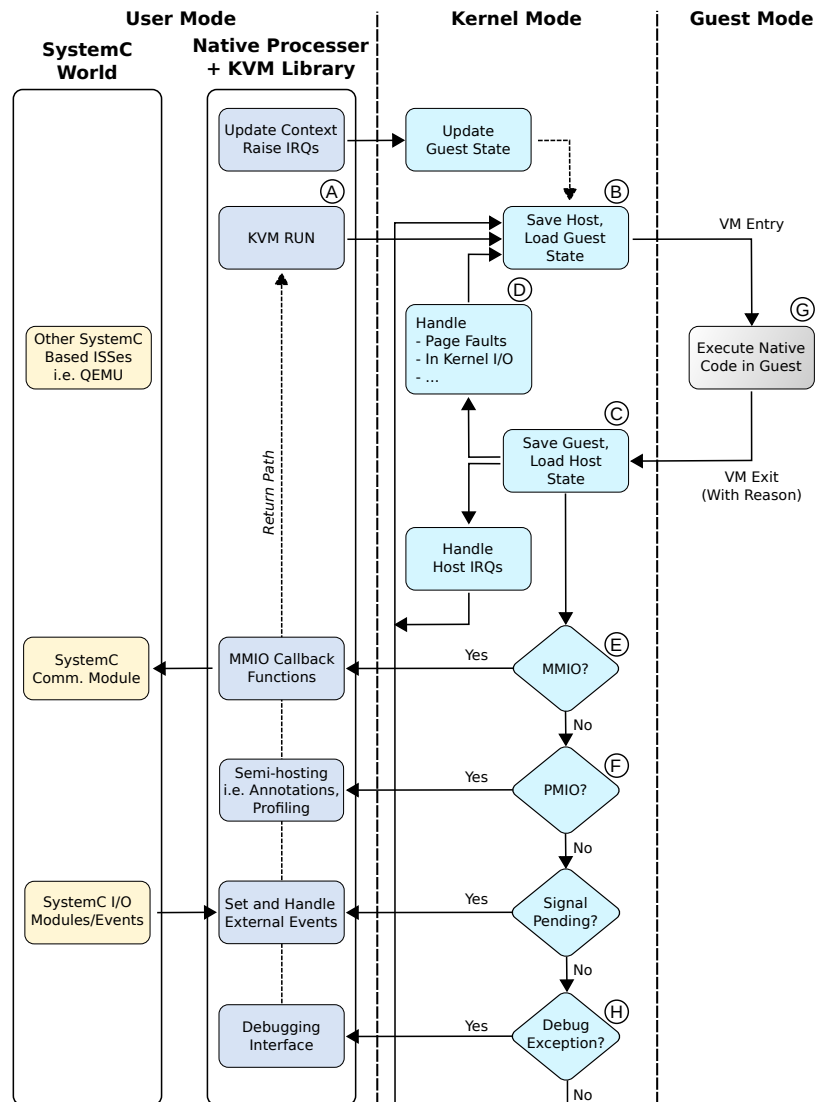 User Mode
Kernel Mode
Guest Mode
SystemC
World
Native Processer
+ KVM Library
Update Context
Raise IRQs
Update
Guest State
A
B
KVM RUN
Save Host,
Load Guest
State
VM Entry
D
G
Other SystemC
Based ISSes
i.e. QEMU
Handle
- Page Faults
- In Kernel I/O
- ...
Execute Native
Code in Guest
C
Return Path
Save Guest,
Load Host
State
VM Exit
(With Reason)
Handle
Host IRQs
E
SystemC
Comm. Module
MMIO Callback
Functions
Yes
MMIO?
No
F
Semi-hosting
i.e. Annotations,
Profiling
Yes
PMIO?
No
SystemC I/O
Modules/Events
Set and Handle
External Events
Yes
Signal
Pending?
No
H
Debugging
Interface
Yes
Debug
Exception?
No